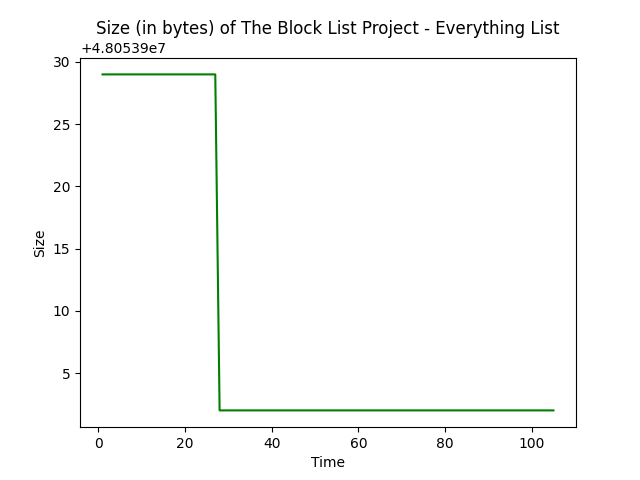 Size (in bytes) of The Block List Project - Everything List
+4.80539e7
30
25
20
15
10
5
Size
0 20 40 60 80 100
Time